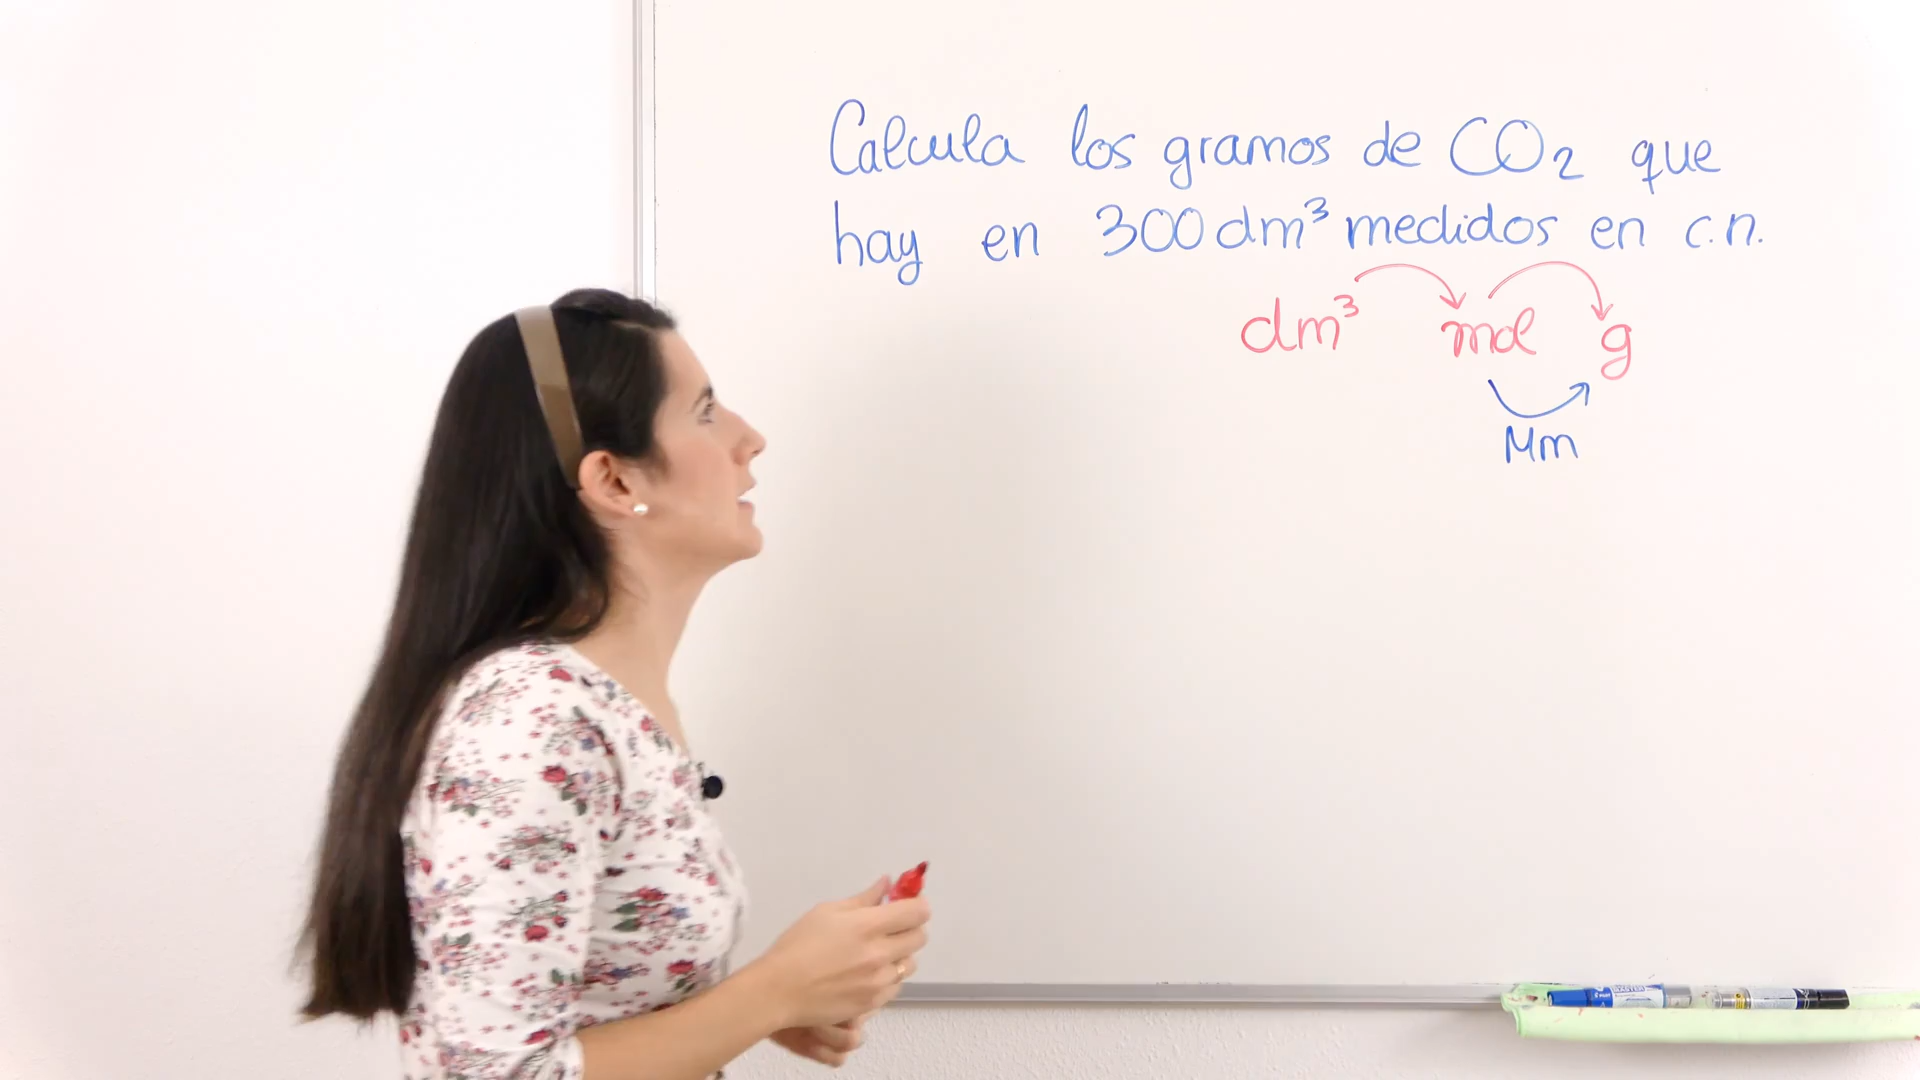 Calcula los gramos de CO₂ que
hay en 300 dm³ medidos en c.n.
dm³ mol g
Mm